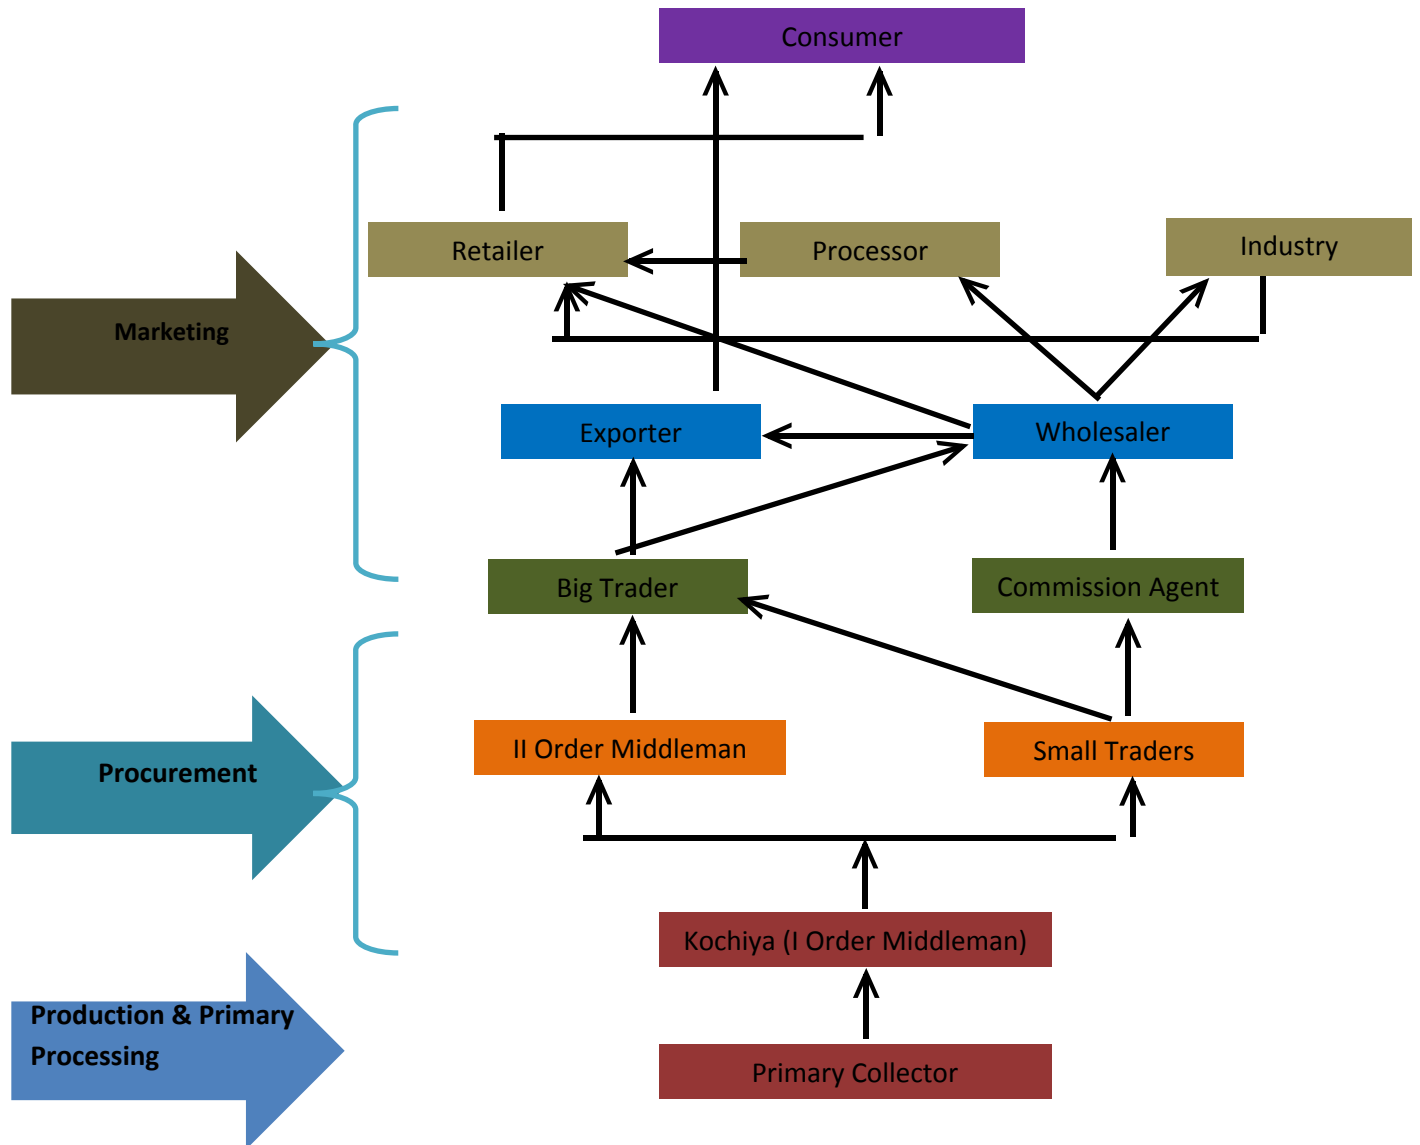 Consumer
Retailer
Processor
Industry
Marketing
Exporter
Wholesaler
Big Trader
Commission Agent
II Order Middleman
Small Traders
Procurement
Kochiya (I Order Middleman)
Production & Primary
Processing
Primary Collector